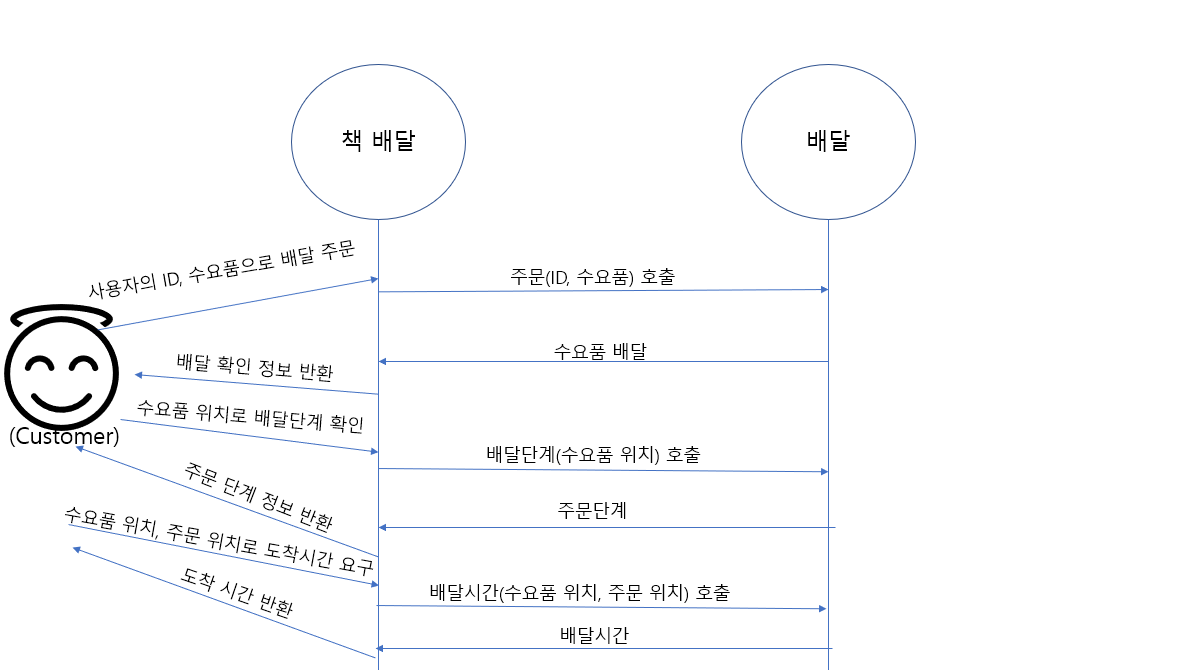 책 배달
배달
사용자의 ID, 수요품으로 배달 주문
주문(ID, 수요품) 호출
수요품 배달
배달 확인 정보 반환
수요품 위치로 배달단계 확인
(Customer)
배달단계(수요품 위치) 호출
주문 단계 정보 반환
주문단계
수요품 위치, 주문 위치로 도착시간 요구
도착 시간 반환
배달시간(수요품 위치, 주문 위치) 호출
배달시간